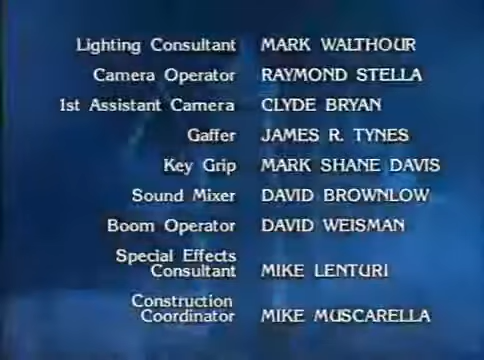 Lighting Consultant MARK WALTHOUR
Camera Operator RAYMOND STELLA
1st Assistant Camera CLYDE BRYAN
Gaffer JAMES R. TYNES
Key Grip MARK SHANE DAVIS
Sound Mixer DAVID BROWNLOW
Boom Operator DAVID WEISMAN
Special Effects
Consultant MIKE LENTURI
Construction
Coordinator MIKE MUSCARELLA